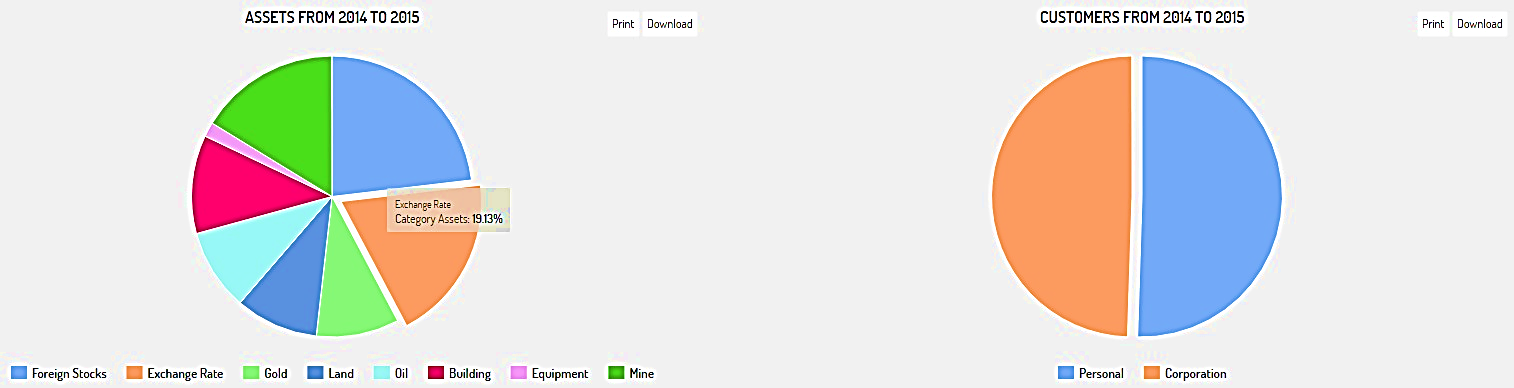 ASSETS FROM 2014 TO 2015
Print Download
Exchange Rate
Category Assets: 19.13%
Foreign Stocks Exchange Rate Gold Land Oil Building Equipment Mine
CUSTOMERS FROM 2014 TO 2015
Print Download
Personal Corporation